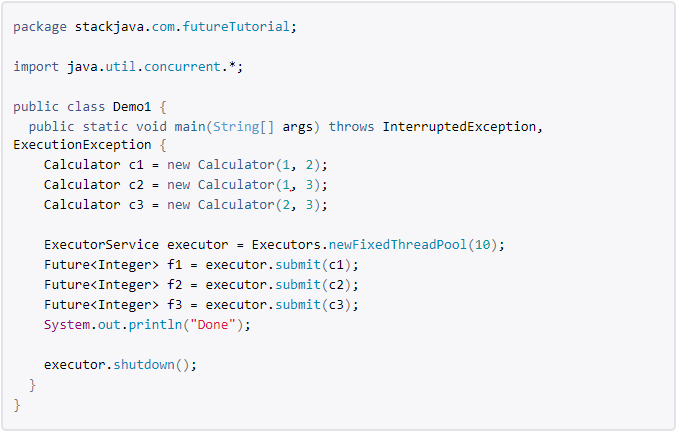 package stackjava.com.futureTutorial;
import java.util.concurrent.*;
public class Demo1 {
public static void main(String[] args) throws InterruptedException,
ExecutionException {
Calculator c1 = new Calculator(1, 2);
Calculator c2 = new Calculator(1, 3);
Calculator c3 = new Calculator(2, 3);
ExecutorService executor = Executors.newFixedThreadPool(10);
Future<Integer> f1 = executor.submit(c1);
Future<Integer> f2 = executor.submit(c2);
Future<Integer> f3 = executor.submit(c3);
System.out.println("Done");
executor.shutdown();
}
}